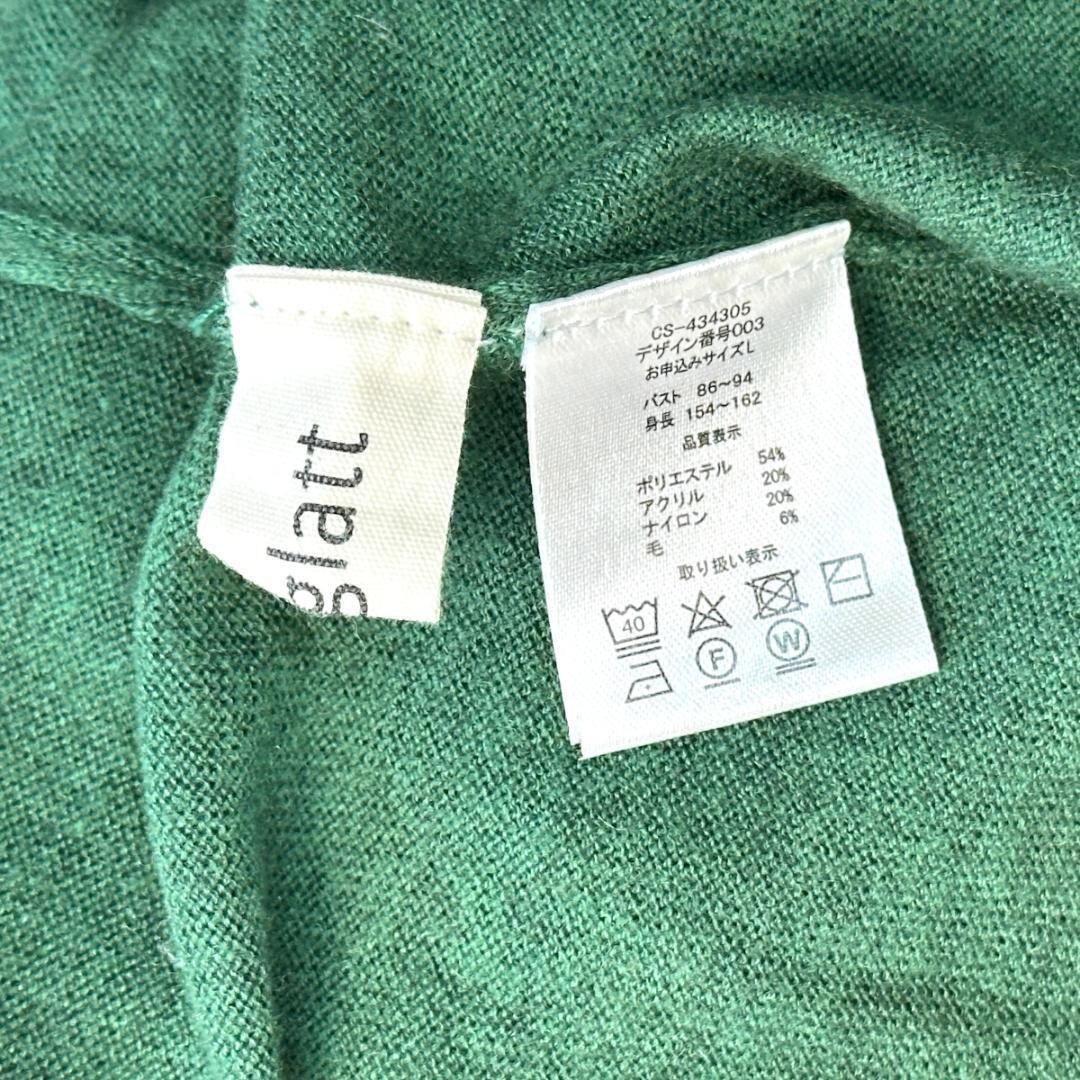 glatt
CS-434305
デザイン番号003
お申込みサイズL
バスト 86〜94
身長 154〜162
品質表示
ポリエステル 54%
アクリル 20%
ナイロン 20%
毛 6%
取り扱い表示
40
F
W